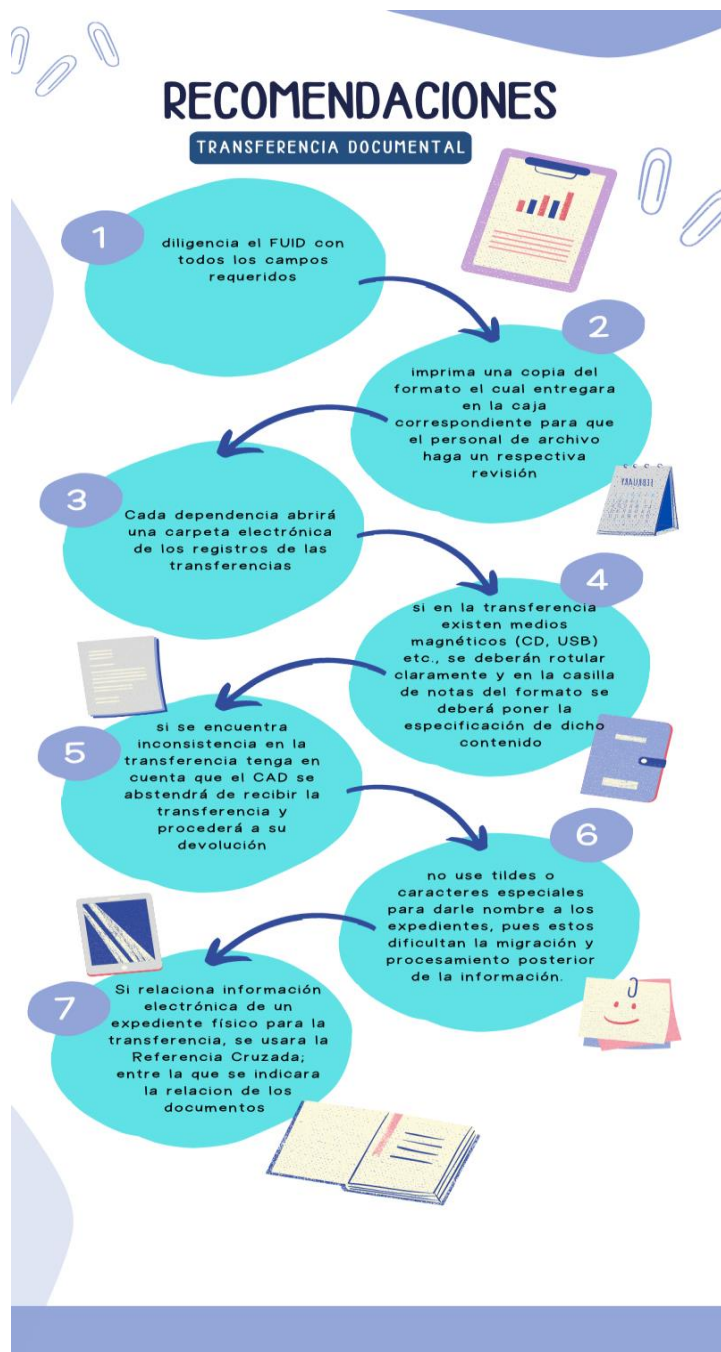 RECOMENDACIONES
TRANSFERENCIA DOCUMENTAL
1
diligencia el FUID con
todos los campos
requeridos
2
imprima una copia del
formato el cual entregara
en la caja
correspondiente para que
el personal de archivo
haga un respectiva
revisión
3
Cada dependencia abrirá
una carpeta electrónica
de los registros de las
transferencias
4
si en la transferencia
existen medios
magnéticos (CD, USB)
etc., se deberán rotular
claramente y en la casilla
de notas del formato se
deberá poner la
especificación de dicho
contenido
5
si se encuentra
inconsistencia en la
transferencia tenga en
cuenta que el CAD se
abstendrá de recibir la
transferencia y
procederá a su
devolución
6
no use tildes o
caracteres especiales
para darle nombre a los
expedientes, pues estos
dificultan la migración y
procesamiento posterior
de la información.
7
Si relaciona información
electrónica de un
expediente físico para la
transferencia, se usara la
Referencia Cruzada;
entre la que se indicara
la relacion de los
documentos